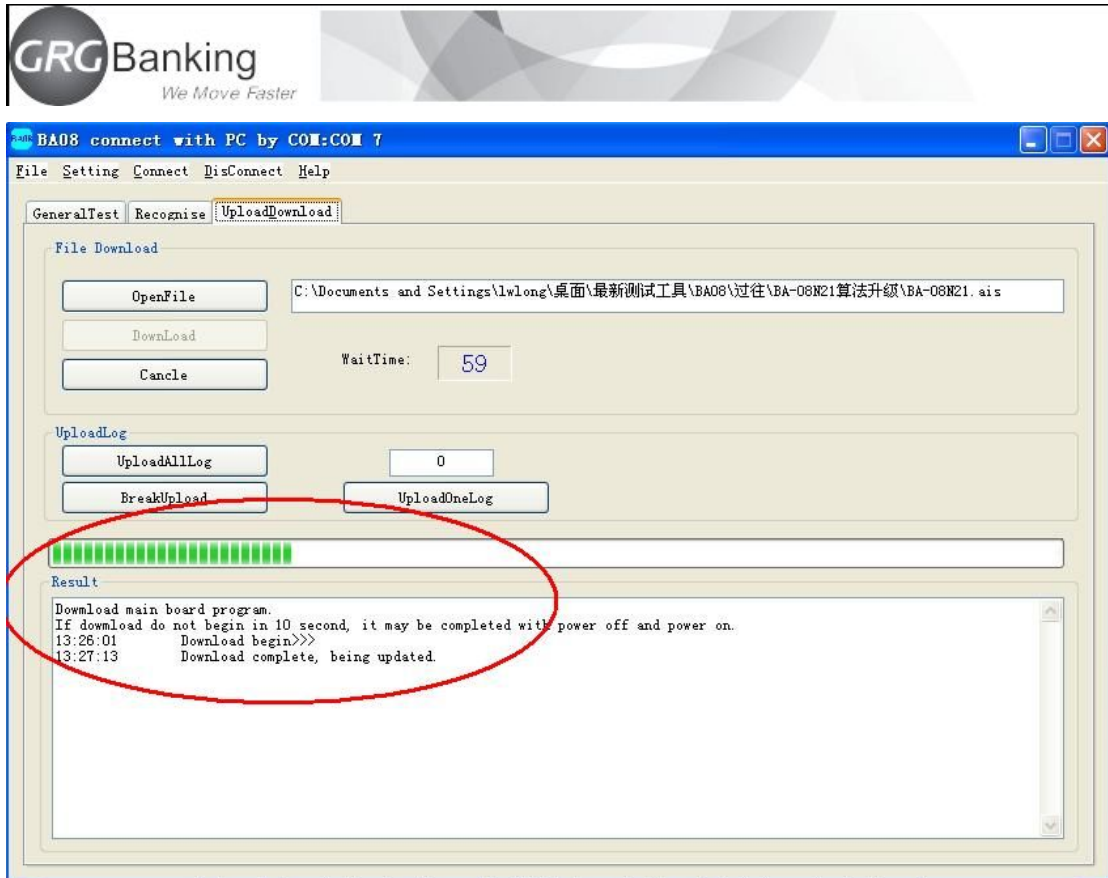 GRG Banking
We Move Faster
BA08 connect with PC by COM:COM 7
File Setting Connect DisConnect Help
GeneralTest Recognise UploadDownload
File Download
OpenFile
C:\Documents and Settings\lwlong\桌面\最新测试工具\BA08\过往\BA-08N21算法升级\BA-08N21.ais
DownLoad
WaitTime: 59
Cancle
UploadLog
UploadAllLog 0
BreakUpload UploadOneLog
Result
Download main board program.
If download do not begin in 10 second, it may be completed with power off and power on.
13:26:01 Download begin>>>
13:27:13 Download complete, being updated.